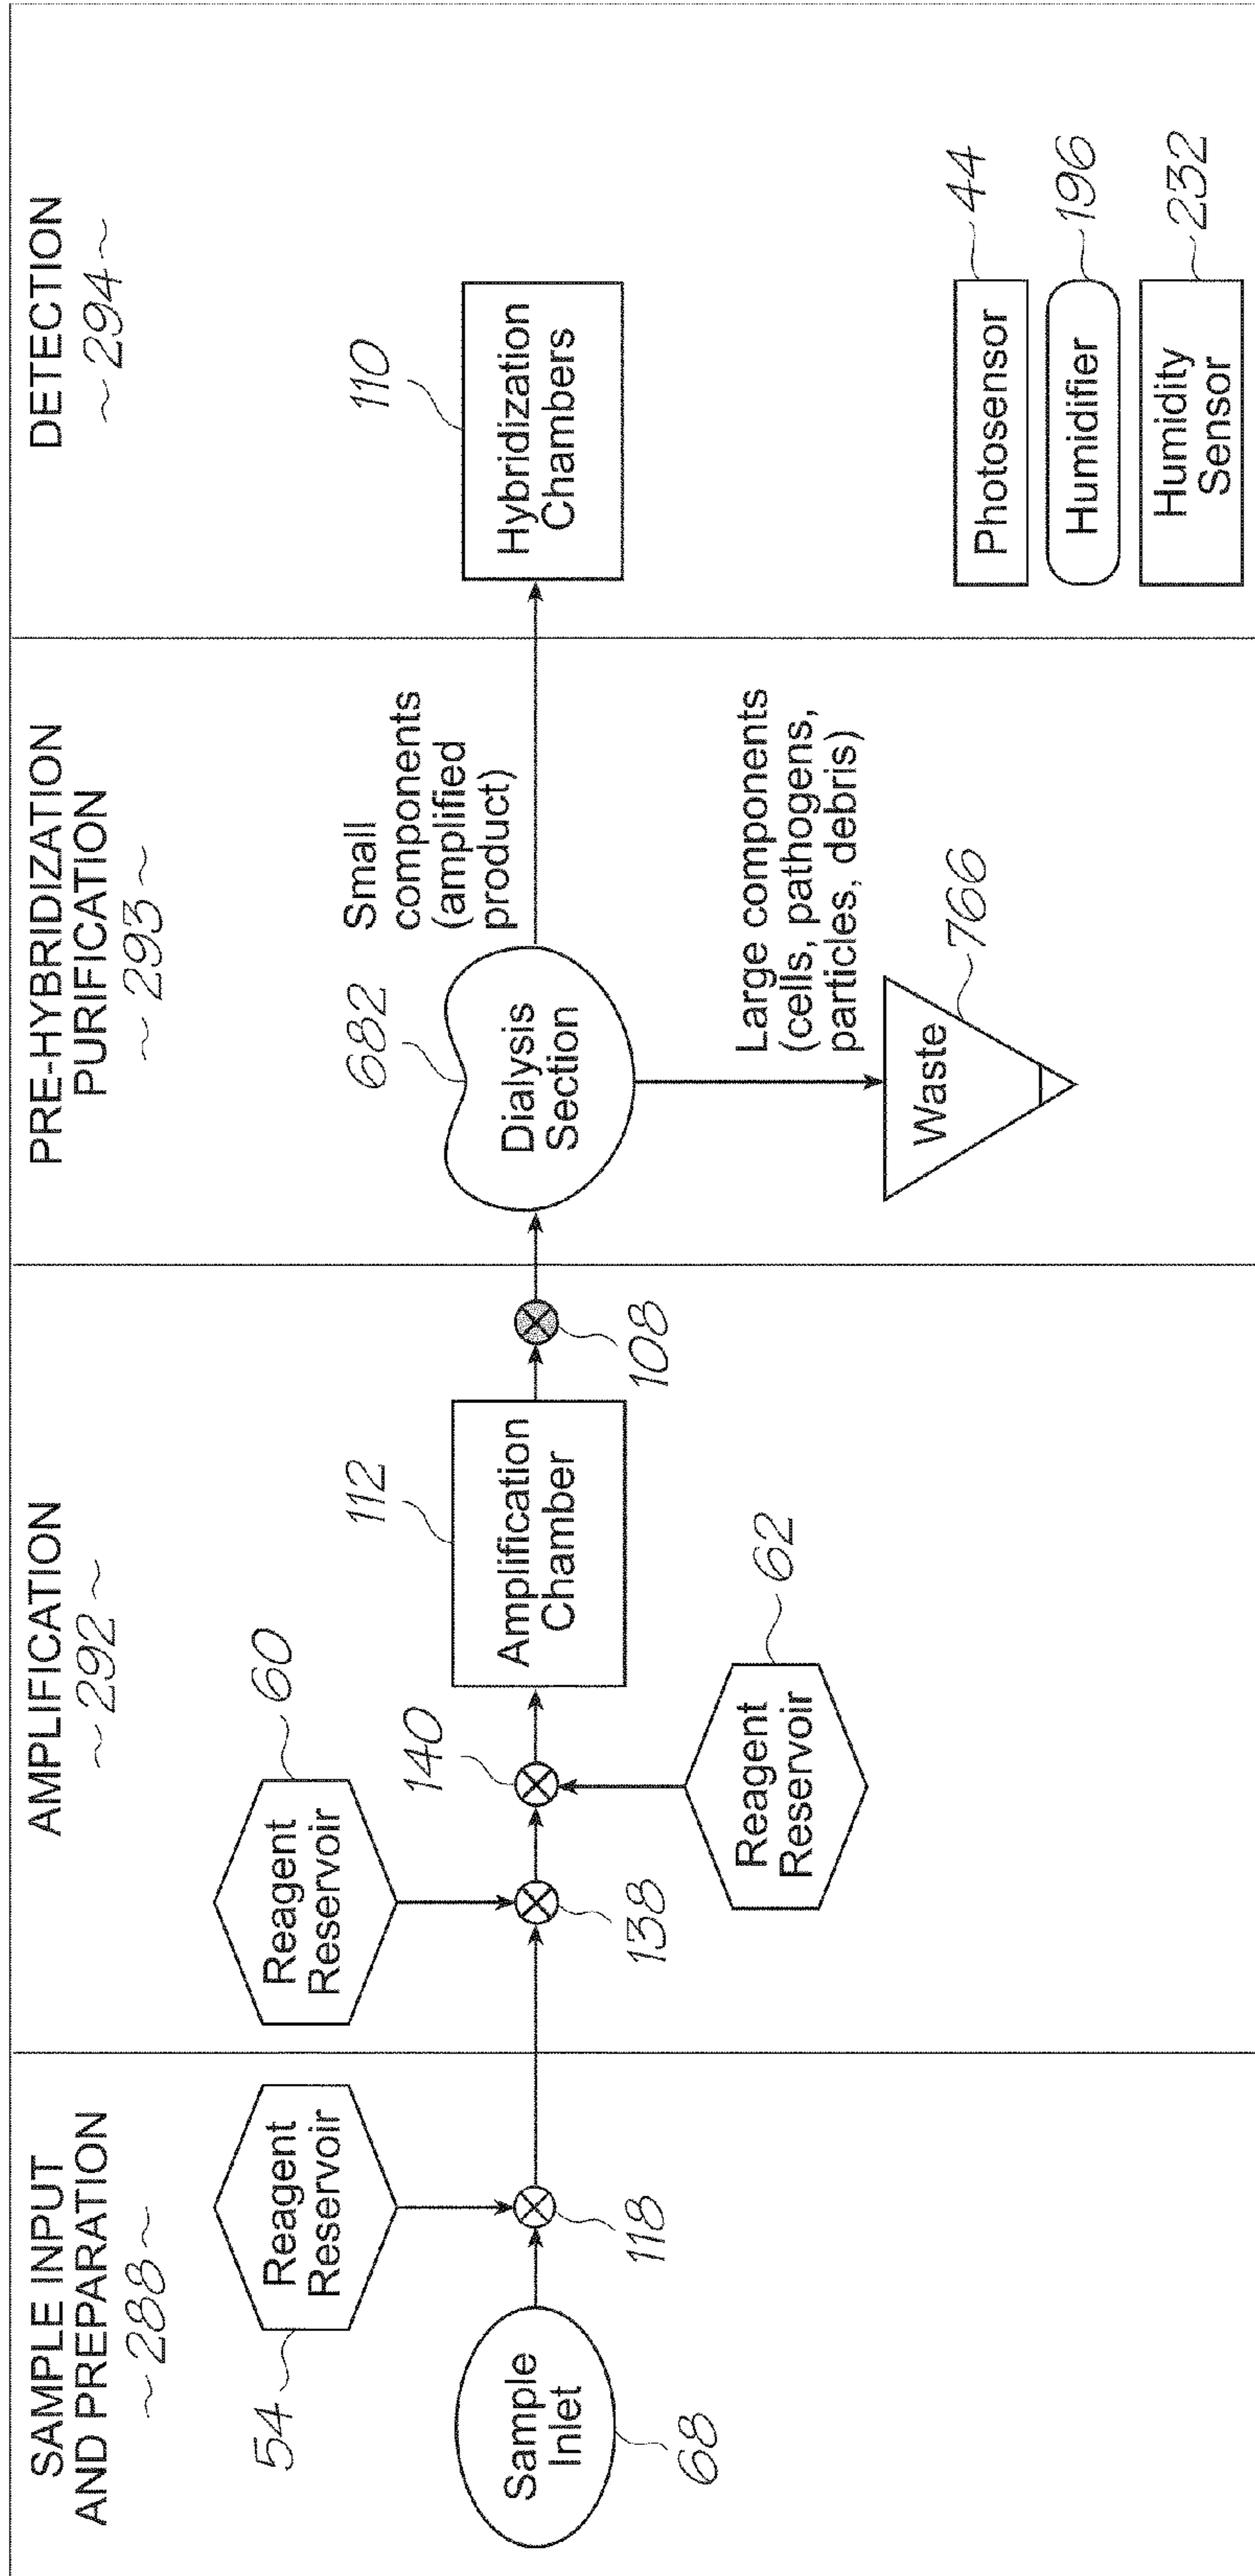 SAMPLE INPUT
AND PREPARATION
~288~
AMPLIFICATION
~292~
PRE-HYBRIDIZATION
PURIFICATION
~293~
DETECTION
~294~
54
Reagent
Reservoir
118
Sample
Inlet
68
60
Reagent
Reservoir
138
140
Reagent
Reservoir
62
112
Amplification
Chamber
108
682
Dialysis
Section
Small
components
(amplified
product)
Large components
(cells, pathogens,
particles, debris)
Waste
766
110
Hybridization
Chambers
Photosensor
44
Humidifier
196
Humidity
Sensor
232